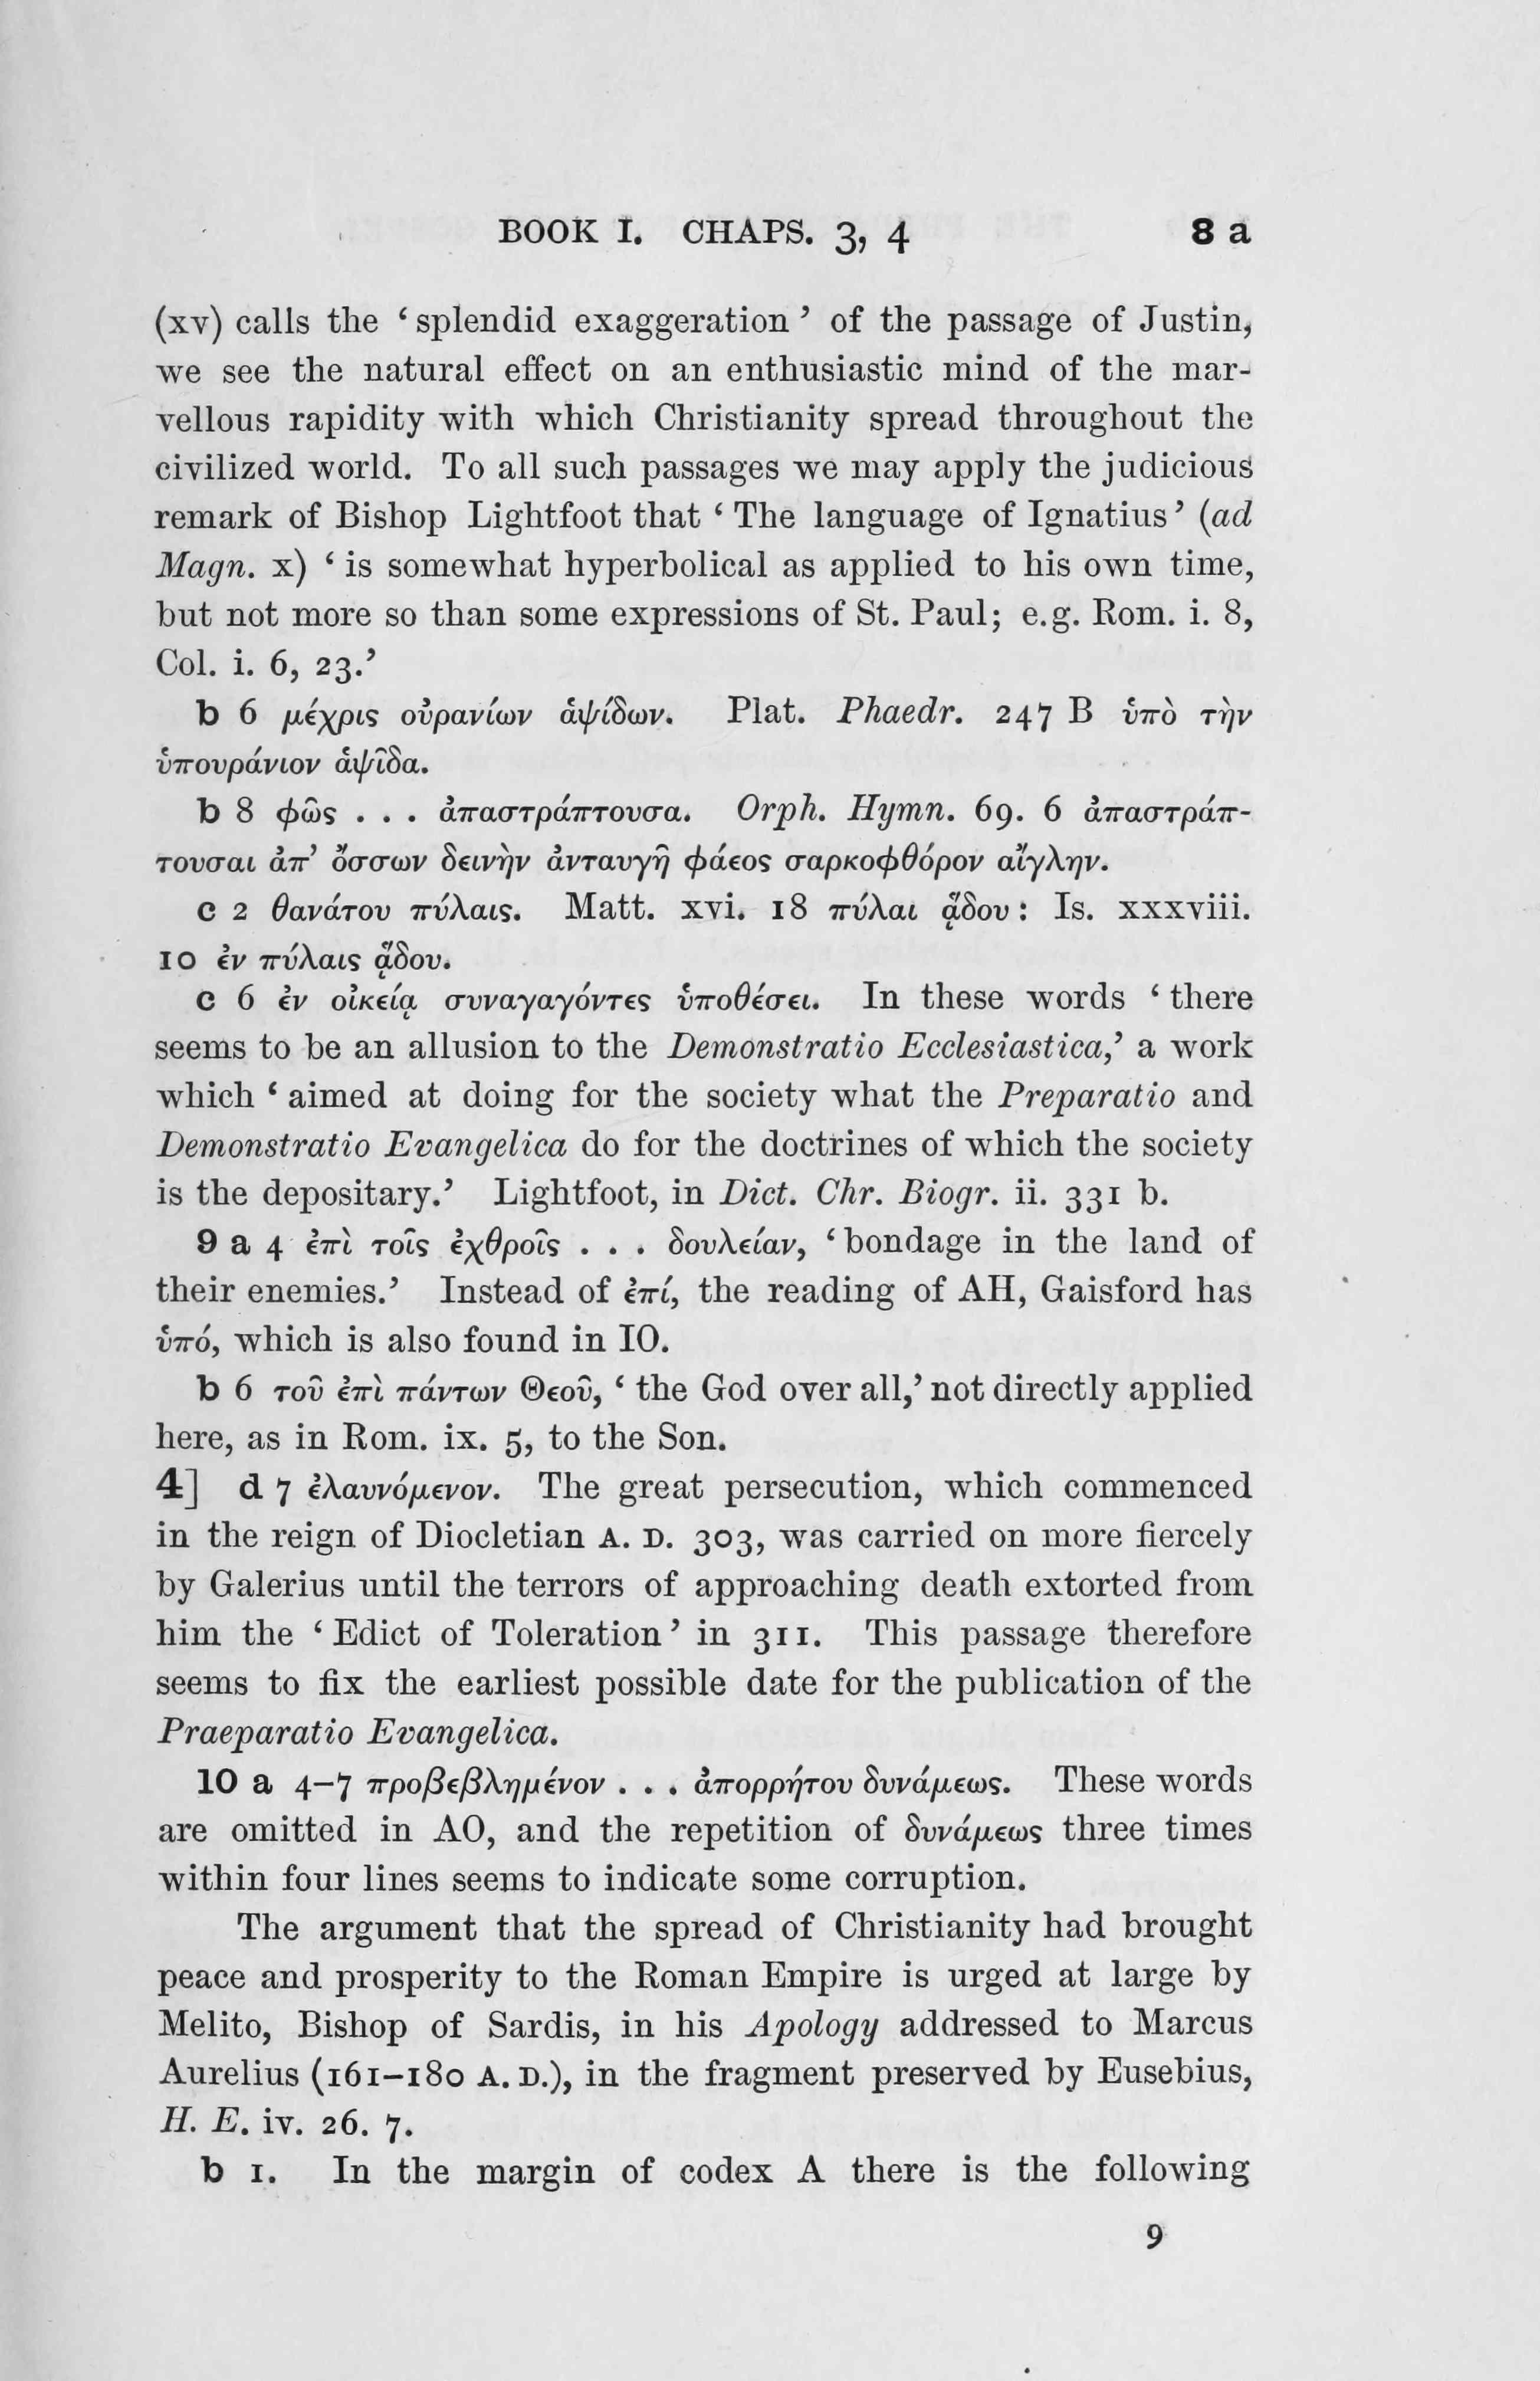 BOOK I. CHAPS. 3, 4 8 a
(xv) calls the ‘splendid exaggeration’ of the passage of Justin,
we see the natural effect on an enthusiastic mind of the mar-
vellous rapidity with which Christianity spread throughout the
civilized world. To all such passages we may apply the judicious
remark of Bishop Lightfoot that ‘The language of Ignatius’ (ad
Magn. x) ‘is somewhat hyperbolical as applied to his own time,
but not more so than some expressions of St. Paul; e.g. Rom. i. 8,
Col. i. 6, 23.’
b 6 μέχρις οὐρανίων ἁψίδων. Plat. Phaedr. 247 B ὑπὸ τὴν
ὑπουράνιον ἁψῖδα.
b 8 φῶς . . . ἀπαστράπτουσα. Orph. Hymn. 69. 6 ἀπαστράπ-
τουσαι ἀπ’ ὄσσων δεινὴν ἀνταυγῆ φάεος σαρκοφθόρον αἴγλην.
c 2 θανάτου πύλαις. Matt. xvi. 18 πύλαι ᾅδου: Is. xxxviii.
10 ἐν πύλαις ᾅδου.
c 6 ἐν οἰκείᾳ συναγαγόντες ὑποθέσει. In these words ‘there
seems to be an allusion to the Demonstratio Ecclesiastica,’ a work
which ‘aimed at doing for the society what the Preparatio and
Demonstratio Evangelica do for the doctrines of which the society
is the depositary.’ Lightfoot, in Dict. Chr. Biogr. ii. 331 b.
9 a 4 ἐπὶ τοῖς ἐχθροῖς . . . δουλείαν, ‘bondage in the land of
their enemies.’ Instead of ἐπί, the reading of AH, Gaisford has
ὑπό, which is also found in IO.
b 6 τοῦ ἐπὶ πάντων Θεοῦ, ‘the God over all,’ not directly applied
here, as in Rom. ix. 5, to the Son.
4] d 7 ἐλαυνόμενον. The great persecution, which commenced
in the reign of Diocletian A. D. 303, was carried on more fiercely
by Galerius until the terrors of approaching death extorted from
him the ‘Edict of Toleration’ in 311. This passage therefore
seems to fix the earliest possible date for the publication of the
Praeparatio Evangelica.
10 a 4–7 προβεβλημένον . . . ἀπορρήτου δυνάμεως. These words
are omitted in AO, and the repetition of δυνάμεως three times
within four lines seems to indicate some corruption.
The argument that the spread of Christianity had brought
peace and prosperity to the Roman Empire is urged at large by
Melito, Bishop of Sardis, in his Apology addressed to Marcus
Aurelius (161–180 A. D.), in the fragment preserved by Eusebius,
H. E. iv. 26. 7.
b 1. In the margin of codex A there is the following
9